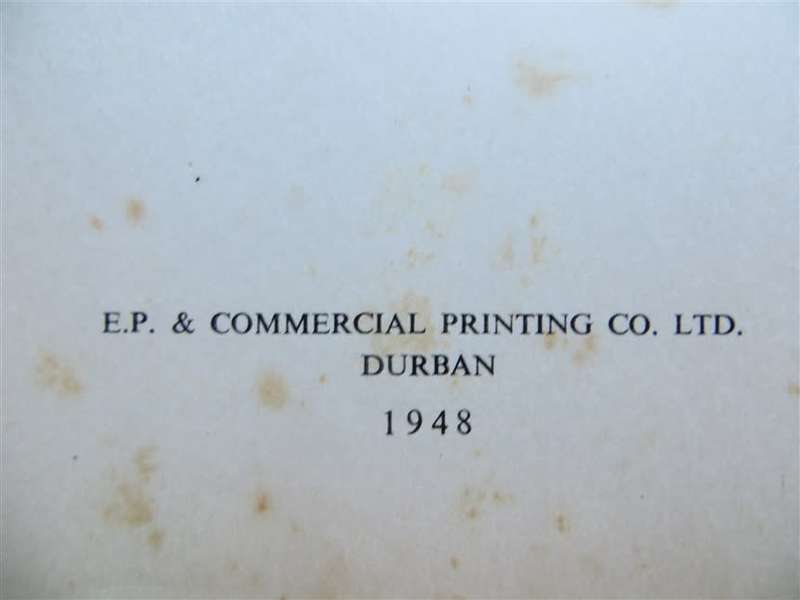 E.P. & COMMERCIAL PRINTING CO. LTD.
DURBAN
1948